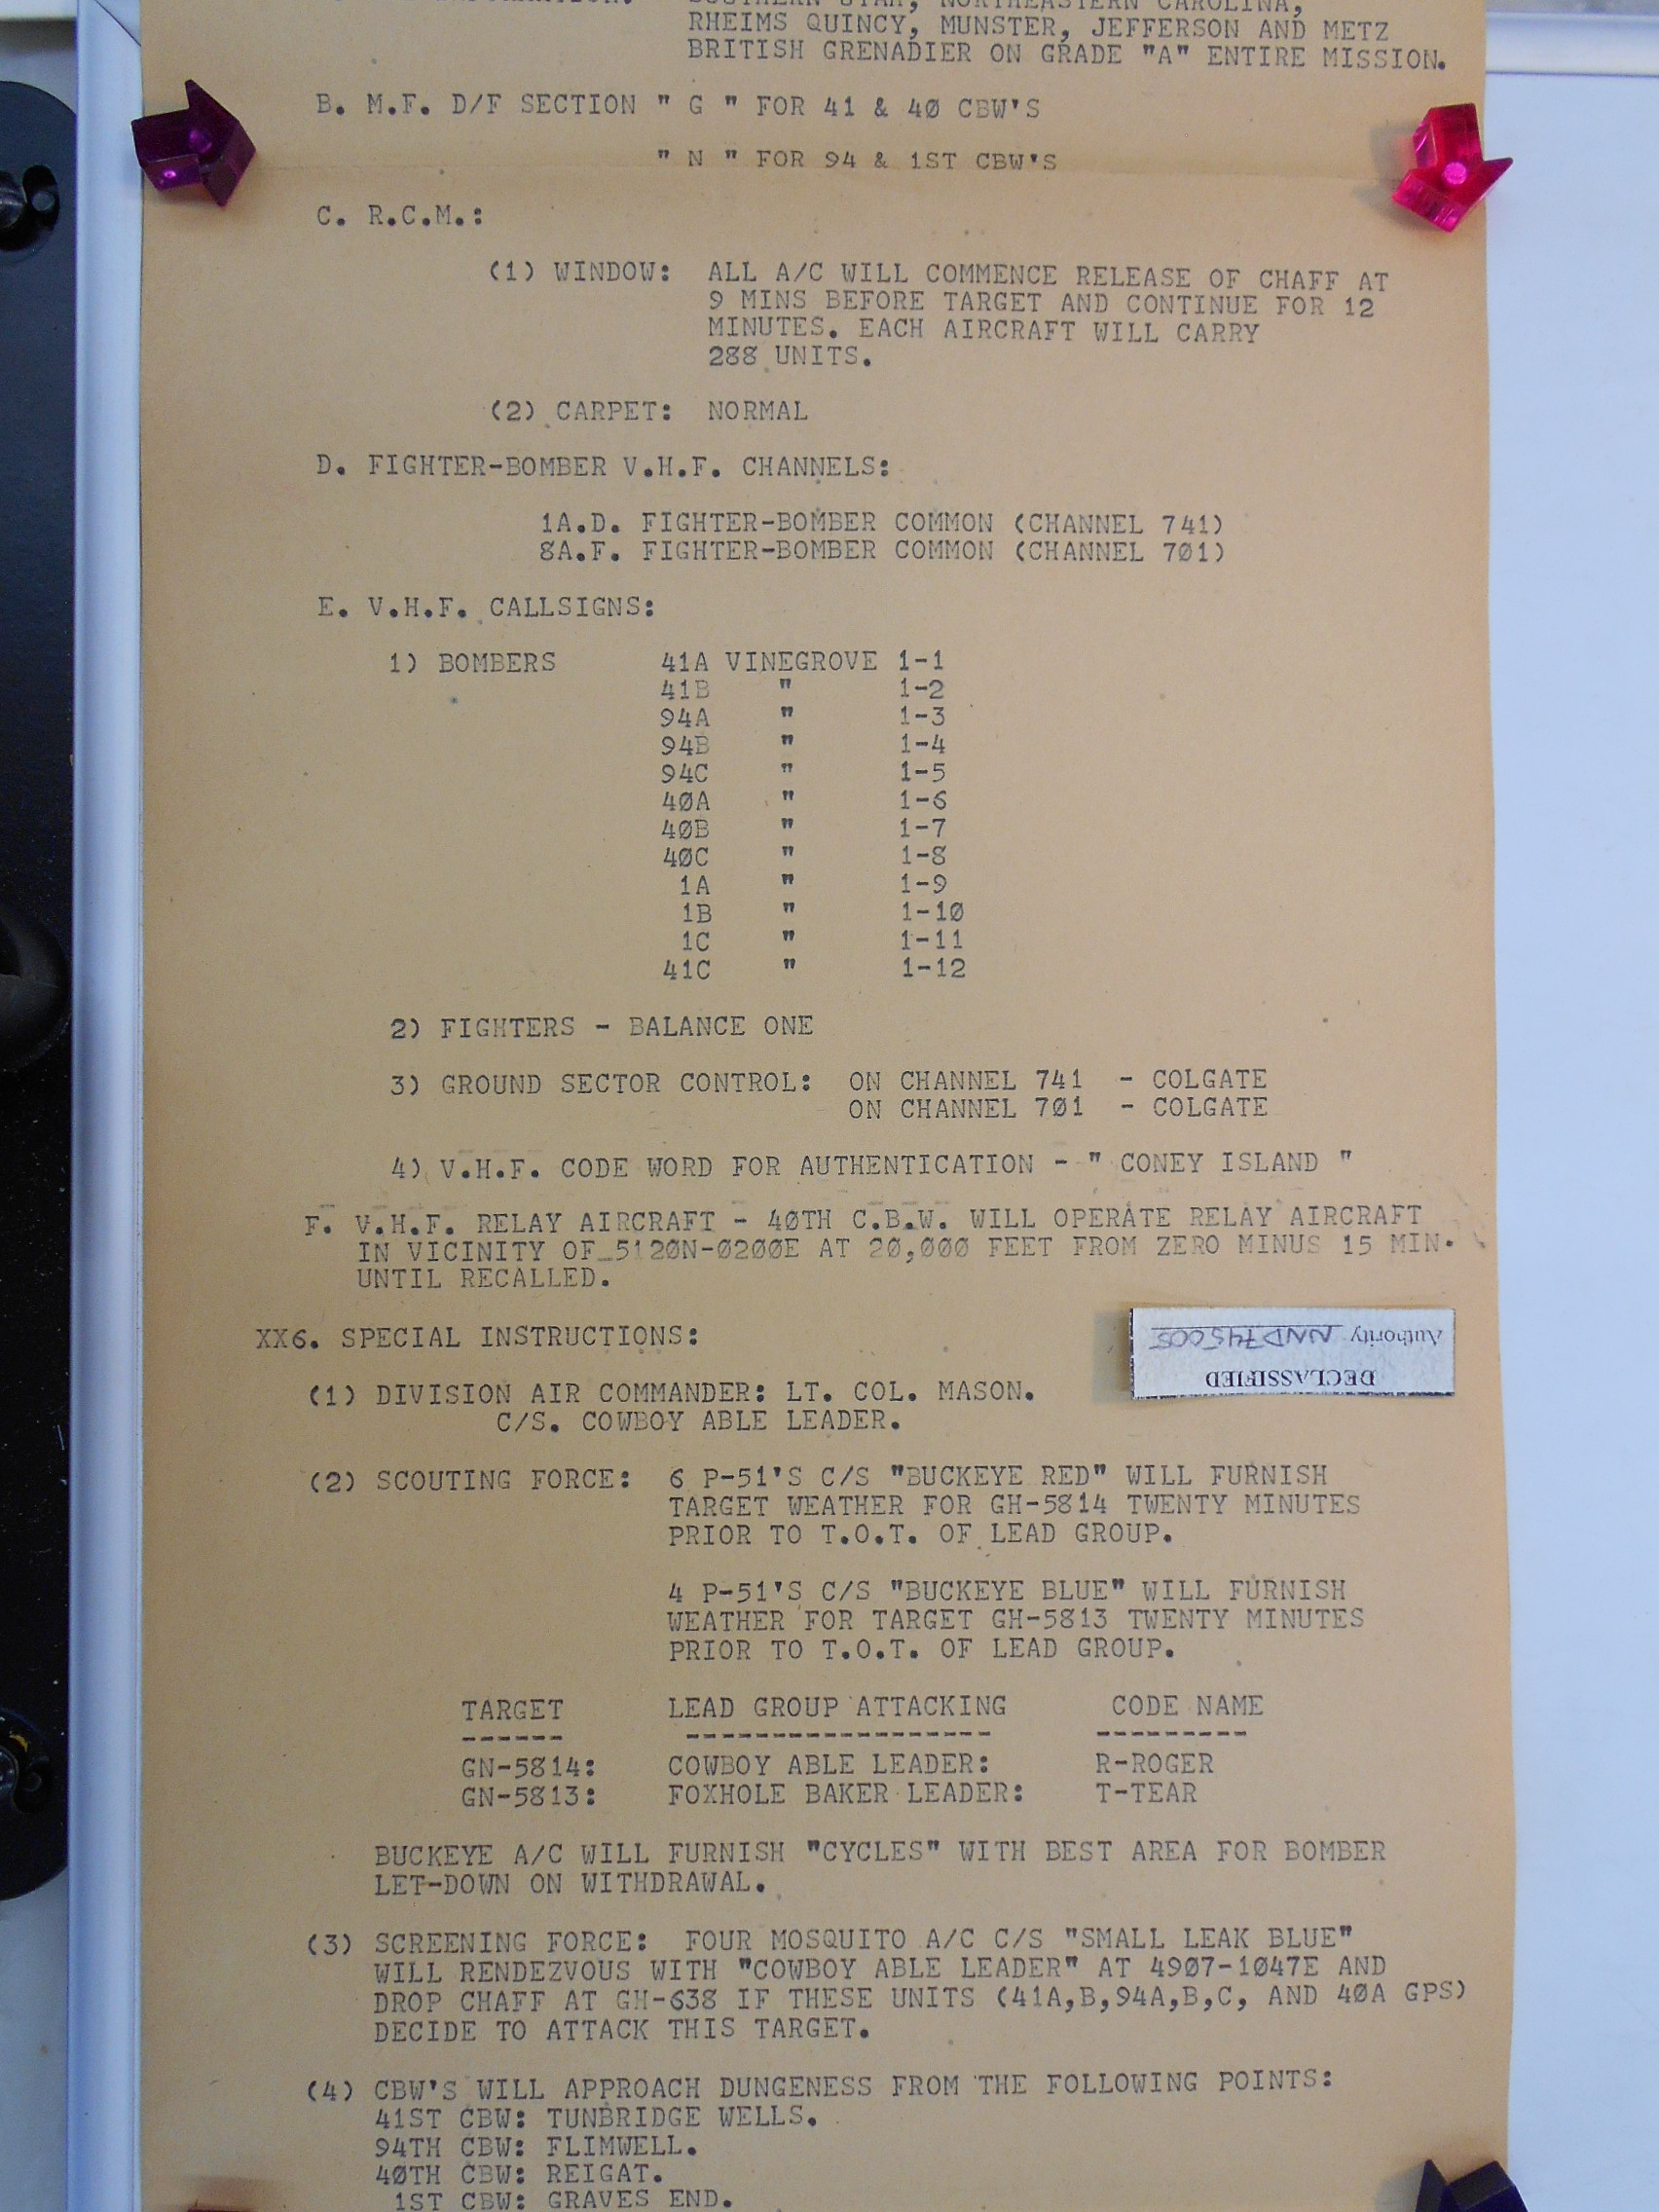 SOUTHERN UTAH, NORTHEASTERN CAROLINA,
RHEIMS QUINCY, MUNSTER, JEFFERSON AND METZ
BRITISH GRENADIER ON GRADE "A" ENTIRE MISSION.
B. M.F. D/F SECTION " G " FOR 41 & 4Ø CBW'S
" N " FOR 94 & 1ST CBW'S
C. R.C.M.:
(1) WINDOW: ALL A/C WILL COMMENCE RELEASE OF CHAFF AT
9 MINS BEFORE TARGET AND CONTINUE FOR 12
MINUTES. EACH AIRCRAFT WILL CARRY
288 UNITS.
(2) CARPET: NORMAL
D. FIGHTER-BOMBER V.H.F. CHANNELS:
1A.D. FIGHTER-BOMBER COMMON (CHANNEL 741)
8A.F. FIGHTER-BOMBER COMMON (CHANNEL 7Ø1)
E. V.H.F. CALLSIGNS:
1) BOMBERS 41A VINEGROVE 1-1
41B " 1-2
94A " 1-3
94B " 1-4
94C " 1-5
4ØA " 1-6
4ØB " 1-7
4ØC " 1-8
1A " 1-9
1B " 1-1Ø
1C " 1-11
41C " 1-12
2) FIGHTERS - BALANCE ONE
3) GROUND SECTOR CONTROL: ON CHANNEL 741 - COLGATE
ON CHANNEL 7Ø1 - COLGATE
4) V.H.F. CODE WORD FOR AUTHENTICATION - " CONEY ISLAND "
F. V.H.F. RELAY AIRCRAFT - 4ØTH C.B.W. WILL OPERATE RELAY AIRCRAFT
IN VICINITY OF 512ØN-Ø2ØØE AT 2Ø,ØØØ FEET FROM ZERO MINUS 15 MIN.
UNTIL RECALLED.
XX6. SPECIAL INSTRUCTIONS:
DECLASSIFIED
Authority NND745005
(1) DIVISION AIR COMMANDER: LT. COL. MASON.
C/S. COWBOY ABLE LEADER.
(2) SCOUTING FORCE: 6 P-51'S C/S "BUCKEYE RED" WILL FURNISH
TARGET WEATHER FOR GH-5814 TWENTY MINUTES
PRIOR TO T.O.T. OF LEAD GROUP.
4 P-51'S C/S "BUCKEYE BLUE" WILL FURNISH
WEATHER FOR TARGET GH-5813 TWENTY MINUTES
PRIOR TO T.O.T. OF LEAD GROUP.
TARGET LEAD GROUP ATTACKING CODE NAME
------ ------------------ ---------
GN-5814: COWBOY ABLE LEADER: R-ROGER
GN-5813: FOXHOLE BAKER LEADER: T-TEAR
BUCKEYE A/C WILL FURNISH "CYCLES" WITH BEST AREA FOR BOMBER
LET-DOWN ON WITHDRAWAL.
(3) SCREENING FORCE: FOUR MOSQUITO A/C C/S "SMALL LEAK BLUE"
WILL RENDEZVOUS WITH "COWBOY ABLE LEADER" AT 49Ø7-1Ø47E AND
DROP CHAFF AT GH-638 IF THESE UNITS (41A,B,94A,B,C, AND 4ØA GPS)
DECIDE TO ATTACK THIS TARGET.
(4) CBW'S WILL APPROACH DUNGENESS FROM THE FOLLOWING POINTS:
41ST CBW: TUNBRIDGE WELLS.
94TH CBW: FLIMWELL.
4ØTH CBW: REIGAT.
1ST CBW: GRAVES END.